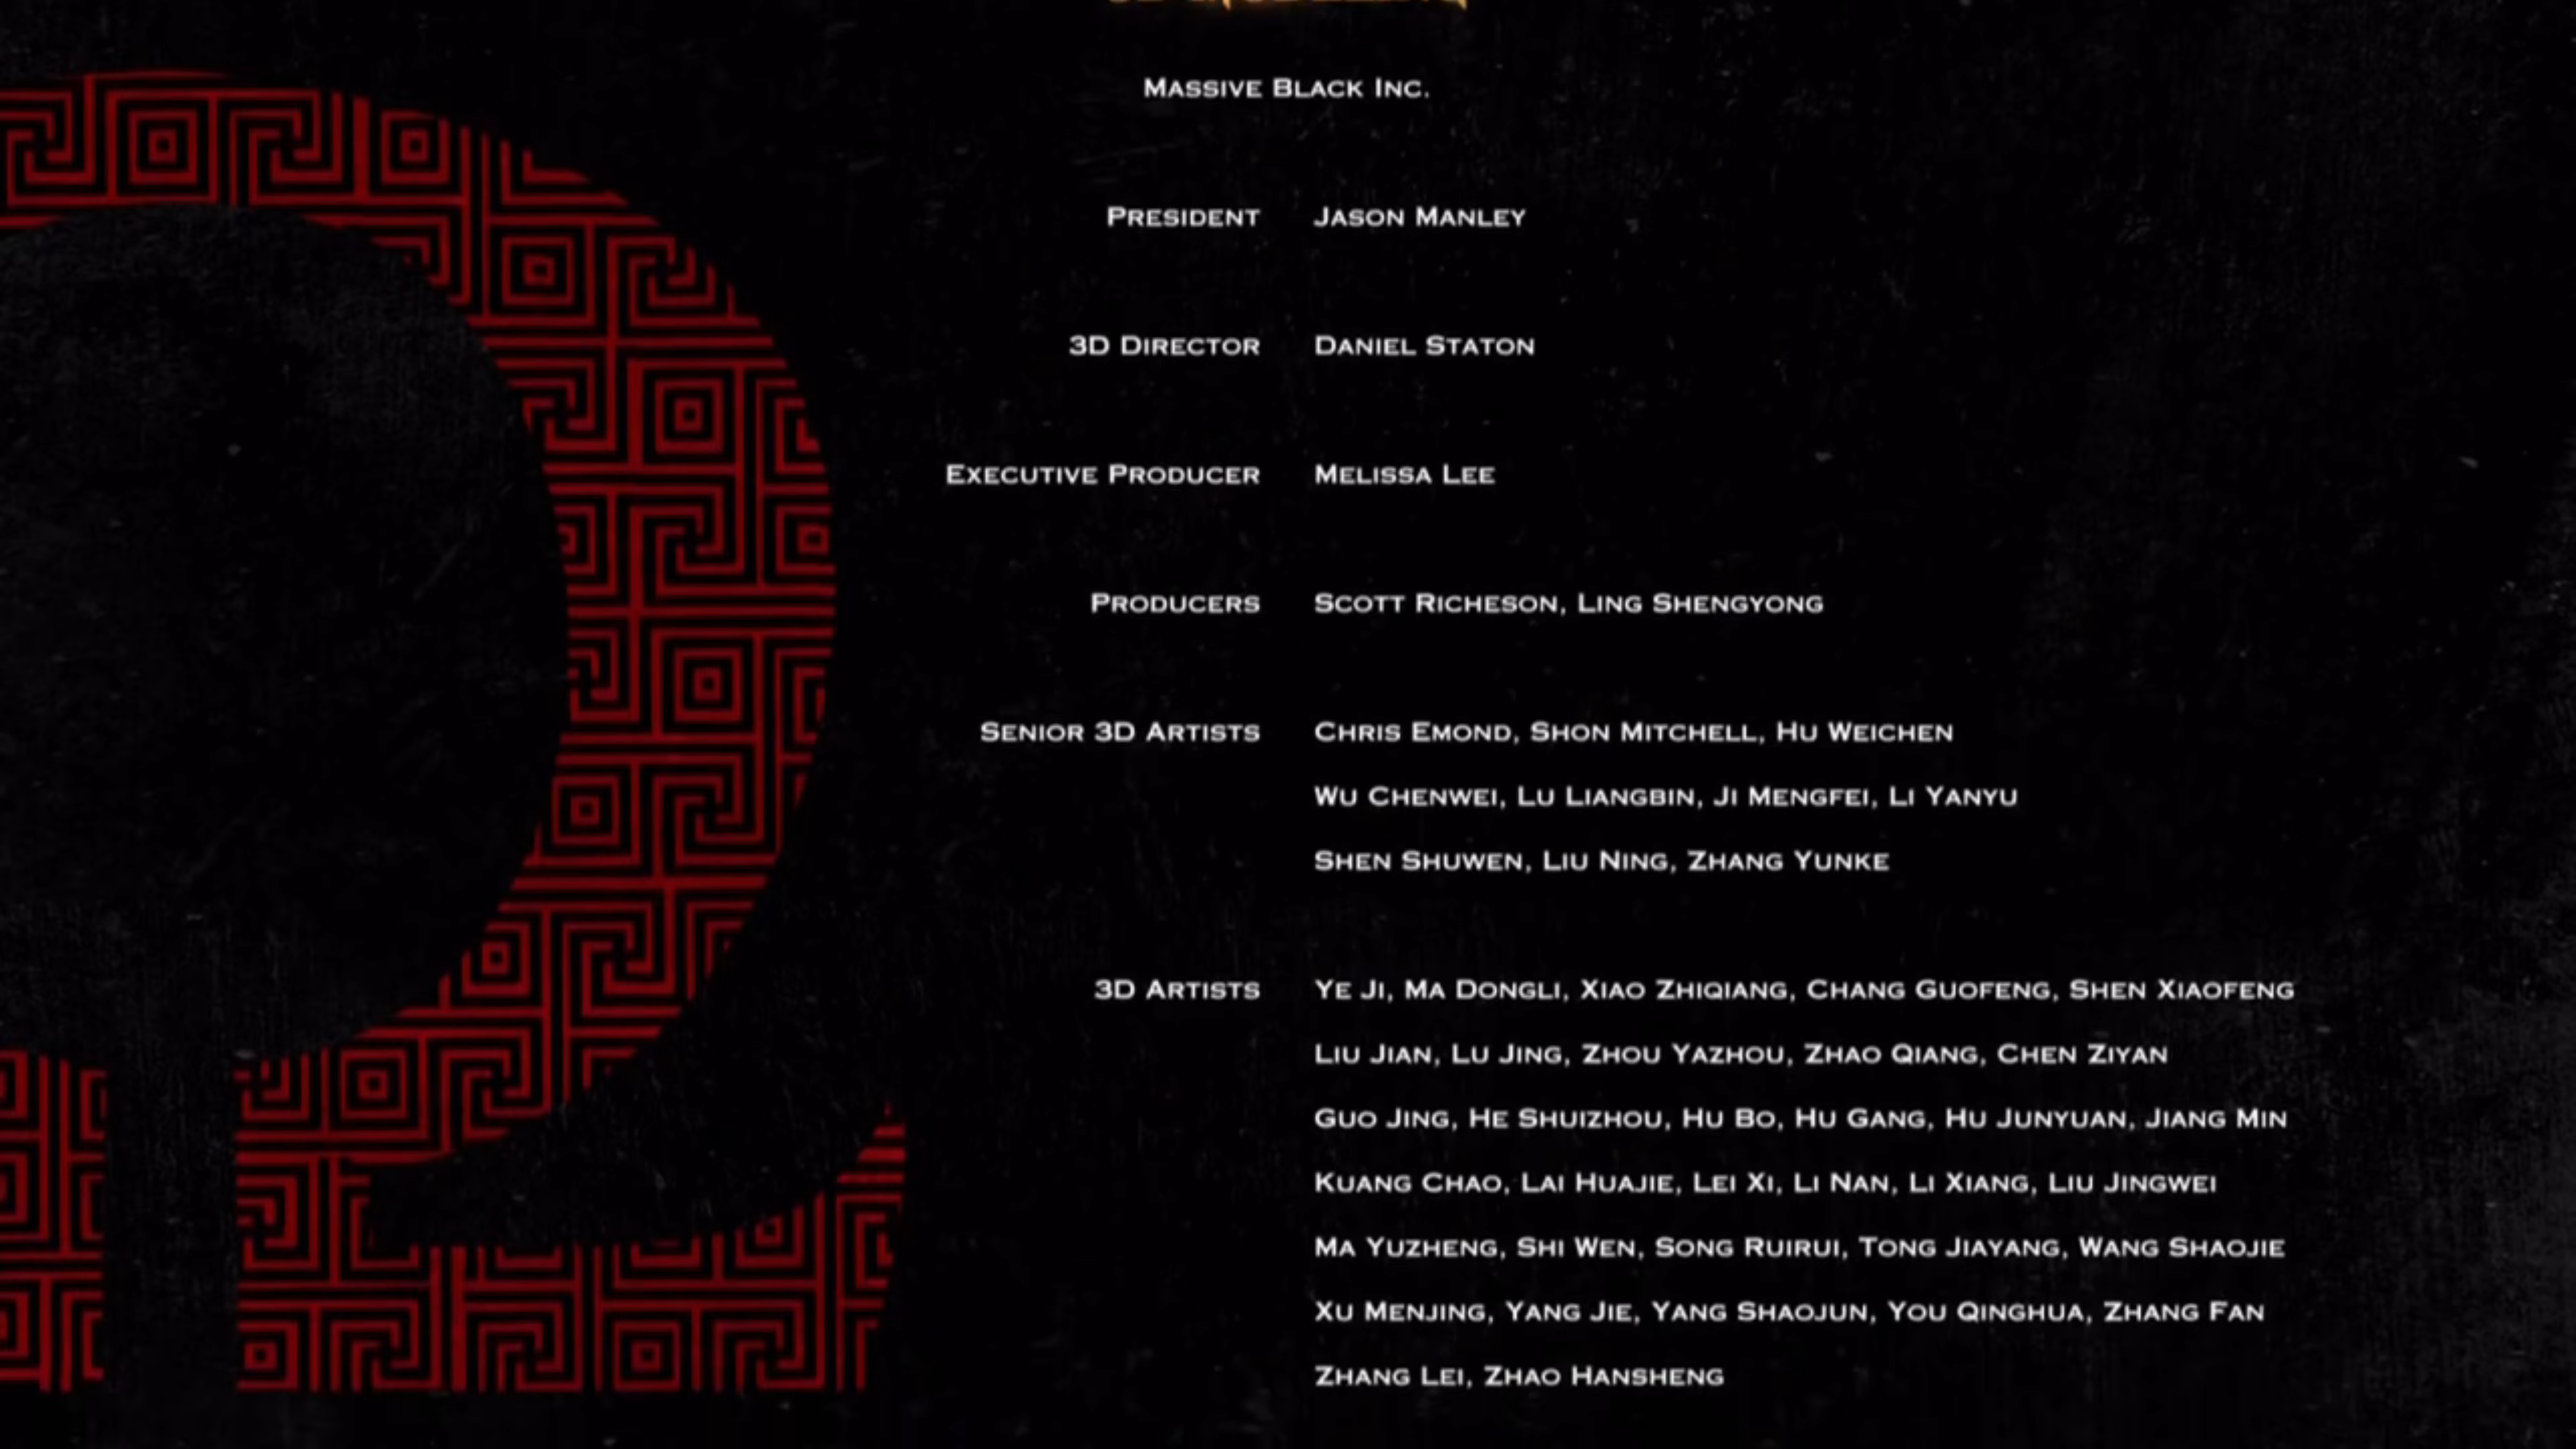 Massive Black Inc.
President Jason Manley
3D Director Daniel Staton
Executive Producer Melissa Lee
Producers Scott Richeson, Ling Shengyong
Senior 3D Artists Chris Emond, Shon Mitchell, Hu Weichen
Wu Chenwei, Lu Liangbin, Ji Mengfei, Li Yanyu
Shen Shuwen, Liu Ning, Zhang Yunke
3D Artists Ye Ji, Ma Dongli, Xiao Zhiqiang, Chang Guofeng, Shen Xiaofeng
Liu Jian, Lu Jing, Zhou Yazhou, Zhao Qiang, Chen Ziyan
Guo Jing, He Shuizhou, Hu Bo, Hu Gang, Hu Junyuan, Jiang Min
Kuang Chao, Lai Huajie, Lei Xi, Li Nan, Li Xiang, Liu Jingwei
Ma Yuzheng, Shi Wen, Song Ruirui, Tong Jiayang, Wang Shaojie
Xu Menjing, Yang Jie, Yang Shaojun, You Qinghua, Zhang Fan
Zhang Lei, Zhao Hansheng